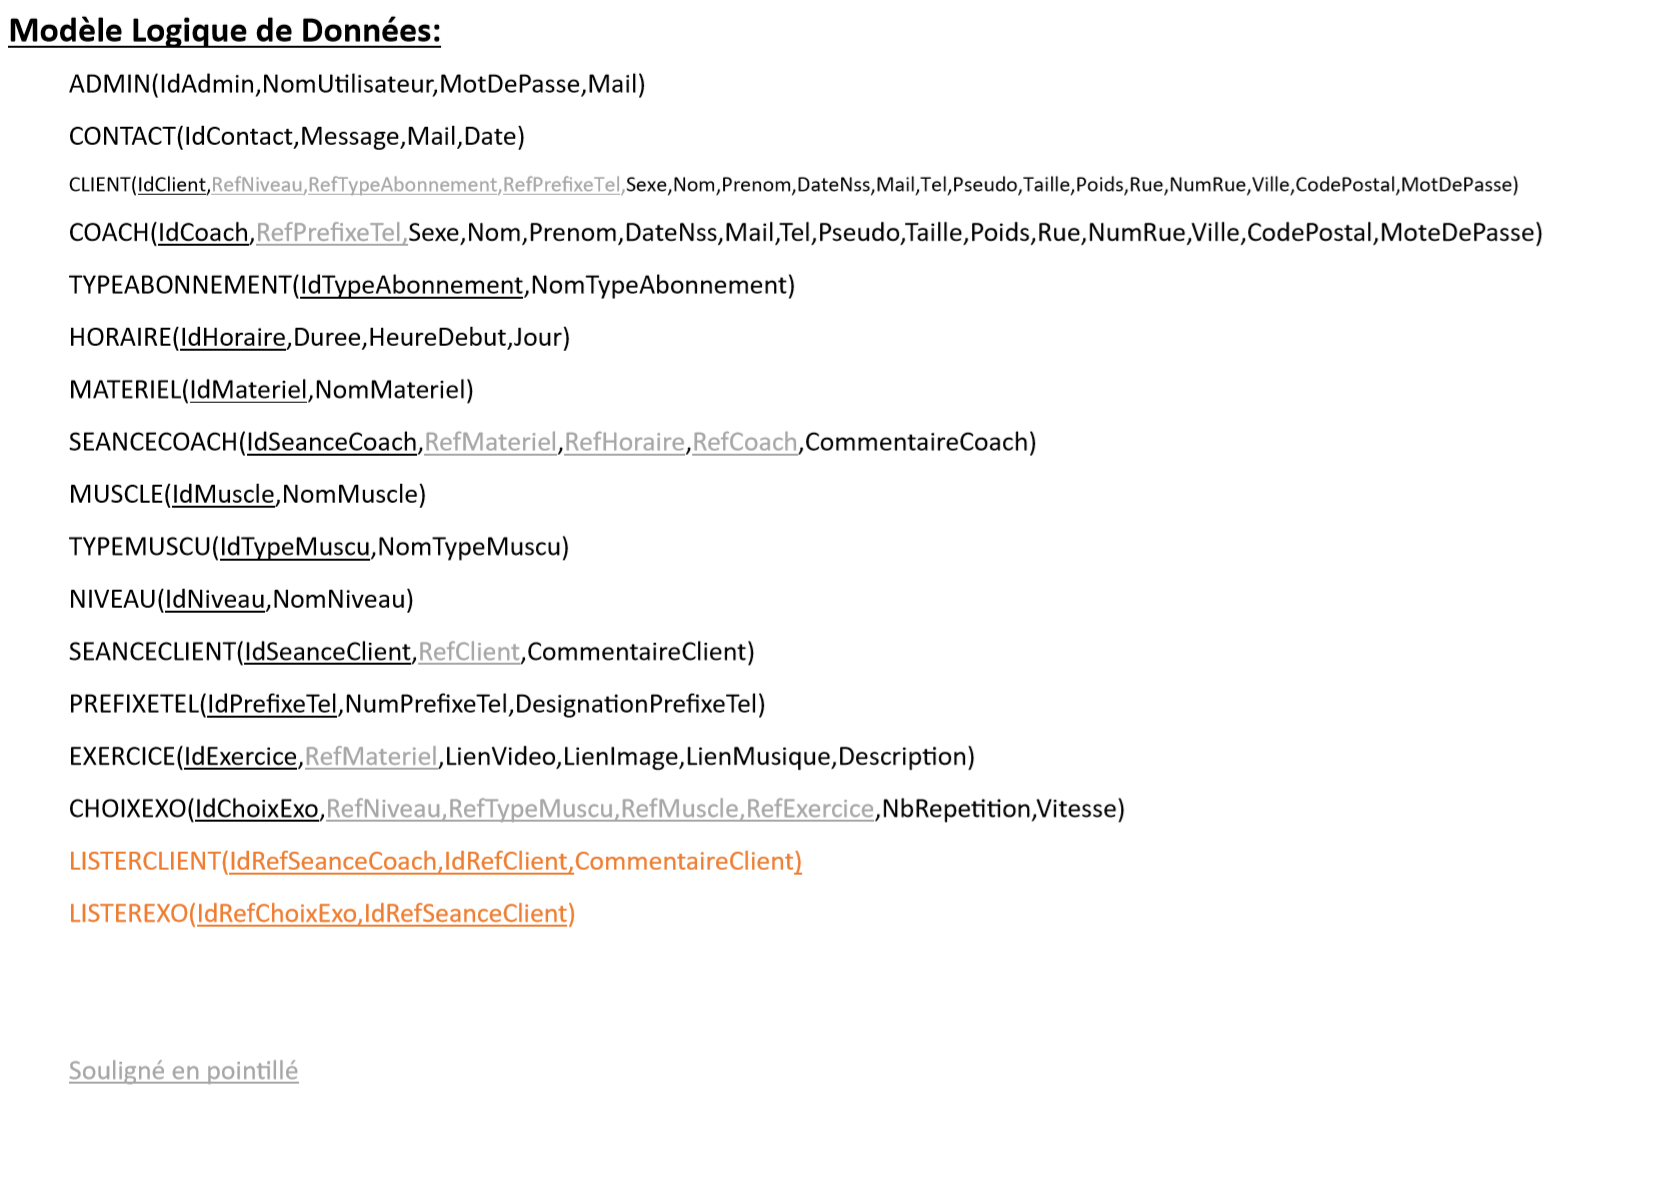 Modèle Logique de Données:
ADMIN(IdAdmin,NomUtilisateur,MotDePasse,Mail)
CONTACT(IdContact,Message,Mail,Date)
CLIENT(IdClient,RefNiveau,RefTypeAbonnement,RefPrefixeTel,Sexe,Nom,Prenom,DateNss,Mail,Tel,Pseudo,Taille,Poids,Rue,NumRue,Ville,CodePostal,MotDePasse)
COACH(IdCoach,RefPrefixeTel,Sexe,Nom,Prenom,DateNss,Mail,Tel,Pseudo,Taille,Poids,Rue,NumRue,Ville,CodePostal,MoteDePasse)
TYPEABONNEMENT(IdTypeAbonnement,NomTypeAbonnement)
HORAIRE(IdHoraire,Duree,HeureDebut,Jour)
MATERIEL(IdMateriel,NomMateriel)
SEANCECOACH(IdSeanceCoach,RefMateriel,RefHoraire,RefCoach,CommentaireCoach)
MUSCLE(IdMuscle,NomMuscle)
TYPEMUSCU(IdTypeMuscu,NomTypeMuscu)
NIVEAU(IdNiveau,NomNiveau)
SEANCECLIENT(IdSeanceClient,RefClient,CommentaireClient)
PREFIXETEL(IdPrefixeTel,NumPrefixeTel,DesignationPrefixeTel)
EXERCICE(IdExercice,RefMateriel,LienVideo,LienImage,LienMusique,Description)
CHOIXEXO(IdChoixExo,RefNiveau,RefTypeMuscu,RefMuscle,RefExercice,NbRepetition,Vitesse)
LISTERCLIENT(IdRefSeanceCoach,IdRefClient,CommentaireClient)
LISTEREXO(IdRefChoixExo,IdRefSeanceClient)
Souligné en pointillé